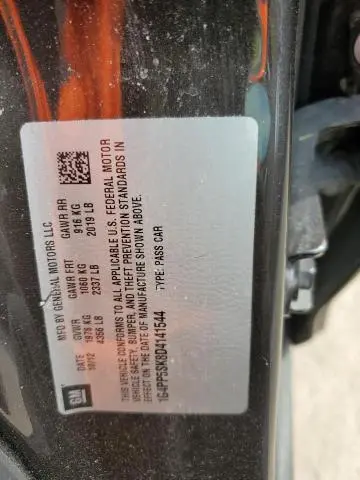 GM
MFD BY GENERAL MOTORS LLC
DATE GVWR GAWR FRT GAWR RR
10/12 1976 KG 1060 KG 916 KG
4356 LB 2337 LB 2019 LB
THIS VEHICLE CONFORMS TO ALL APPLICABLE U.S. FEDERAL MOTOR
VEHICLE SAFETY, BUMPER, AND THEFT PREVENTION STANDARDS IN
EFFECT ON THE DATE OF MANUFACTURE SHOWN ABOVE.
1G4PP5SK9D4141544 TYPE: PASS CAR